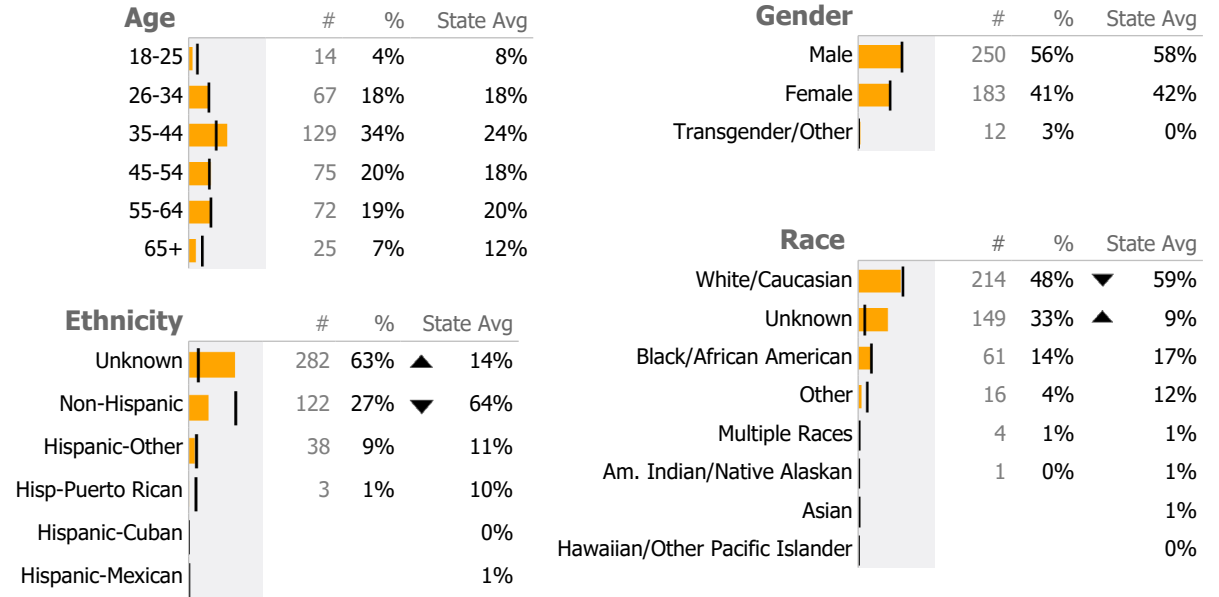 Age # % State Avg
18-25 14 4% 8%
26-34 67 18% 18%
35-44 129 34% 24%
45-54 75 20% 18%
55-64 72 19% 20%
65+ 25 7% 12%
Ethnicity # % State Avg
Unknown 282 63% ▲ 14%
Non-Hispanic 122 27% ▼ 64%
Hispanic-Other 38 9% 11%
Hisp-Puerto Rican 3 1% 10%
Hispanic-Cuban 0%
Hispanic-Mexican 1%
Gender # % State Avg
Male 250 56% 58%
Female 183 41% 42%
Transgender/Other 12 3% 0%
Race # % State Avg
White/Caucasian 214 48% ▼ 59%
Unknown 149 33% ▲ 9%
Black/African American 61 14% 17%
Other 16 4% 12%
Multiple Races 4 1% 1%
Am. Indian/Native Alaskan 1 0% 1%
Asian 1%
Hawaiian/Other Pacific Islander 0%